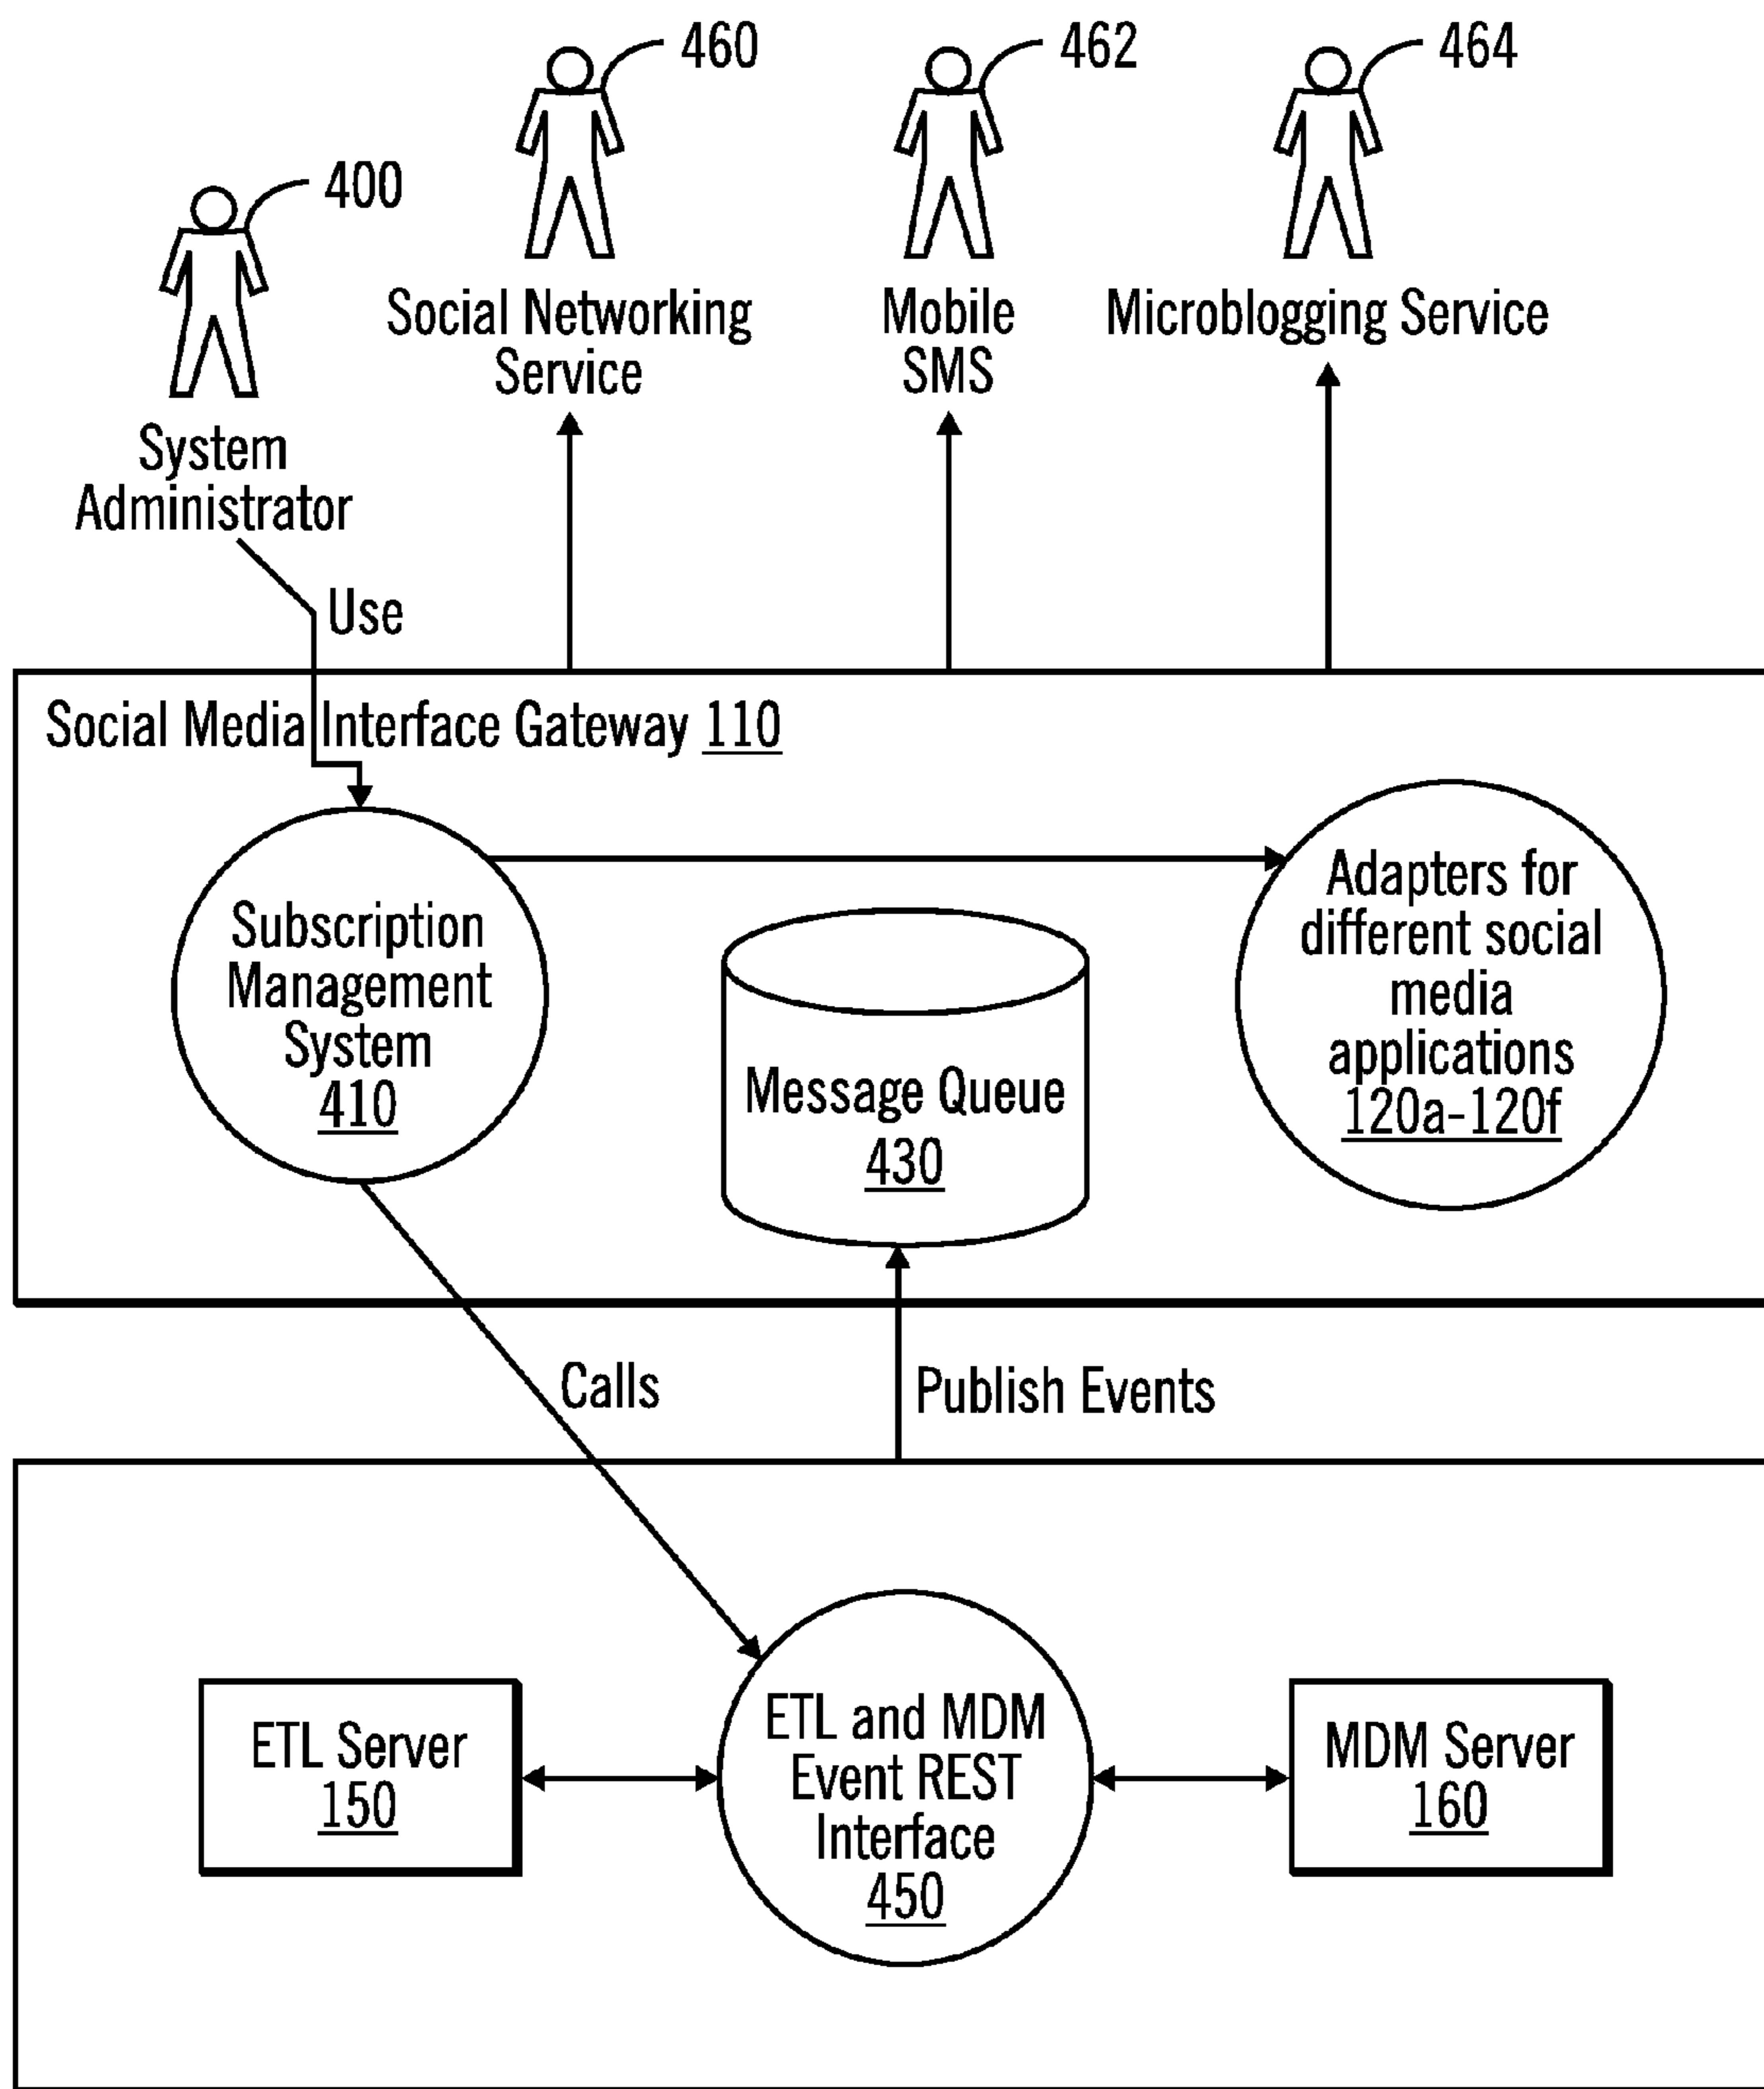 460
462
464
400
Social Networking
Service
Mobile
SMS
Microblogging Service
System
Administrator
Use
Social Media Interface Gateway 110
Subscription
Management
System
410
Message Queue
430
Adapters for
different social
media
applications
120a-120f
Calls
Publish Events
ETL Server
150
ETL and MDM
Event REST
Interface
450
MDM Server
160